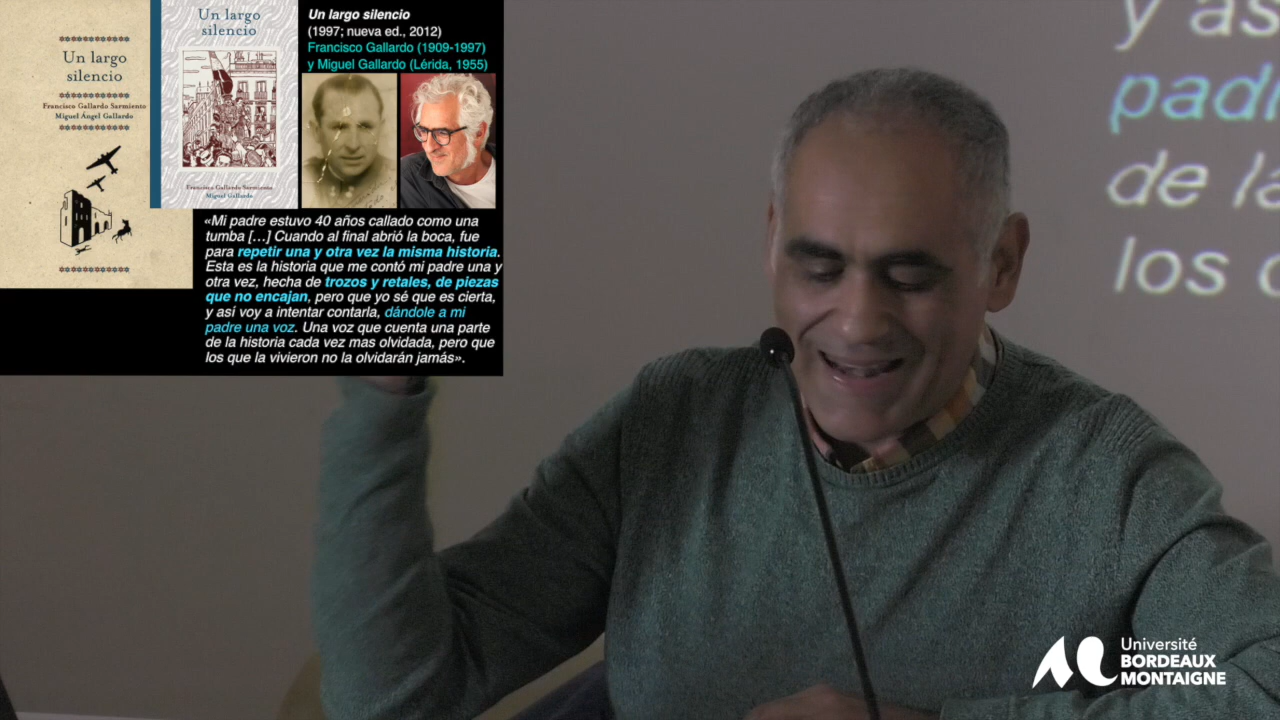 Un largo
silencio
Francisco Gallardo Sarmiento
Miguel Ángel Gallardo
Un largo
silencio
Francisco Gallardo Sarmiento
Miguel Gallardo
Un largo silencio
(1997; nueva ed., 2012)
Francisco Gallardo (1909-1997)
y Miguel Gallardo (Lérida, 1955)
«Mi padre estuvo 40 años callado como una
tumba […] Cuando al final abrió la boca, fue
para repetir una y otra vez la misma historia.
Esta es la historia que me contó mi padre una y
otra vez, hecha de trozos y retales, de piezas
que no encajan, pero que yo sé que es cierta,
y así voy a intentar contarla, dándole a mi
padre una voz. Una voz que cuenta una parte
de la historia cada vez mas olvidada, pero que
los que la vivieron no la olvidarán jamás».
y as
padr
de la
los
Université
BORDEAUX
MONTAIGNE